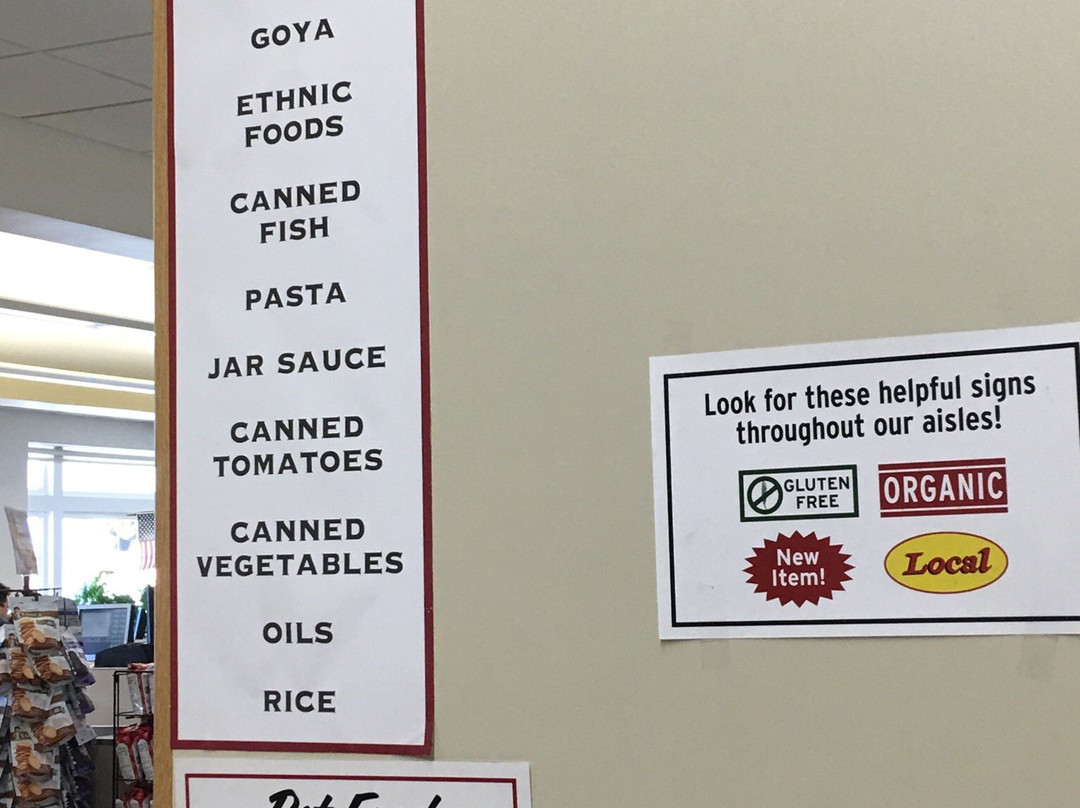 GOYA
ETHNIC
FOODS
CANNED
FISH
PASTA
JAR SAUCE
CANNED
TOMATOES
CANNED
VEGETABLES
OILS
RICE
Look for these helpful signs
throughout our aisles!
GLUTEN
FREE
ORGANIC
New
Item!
Local